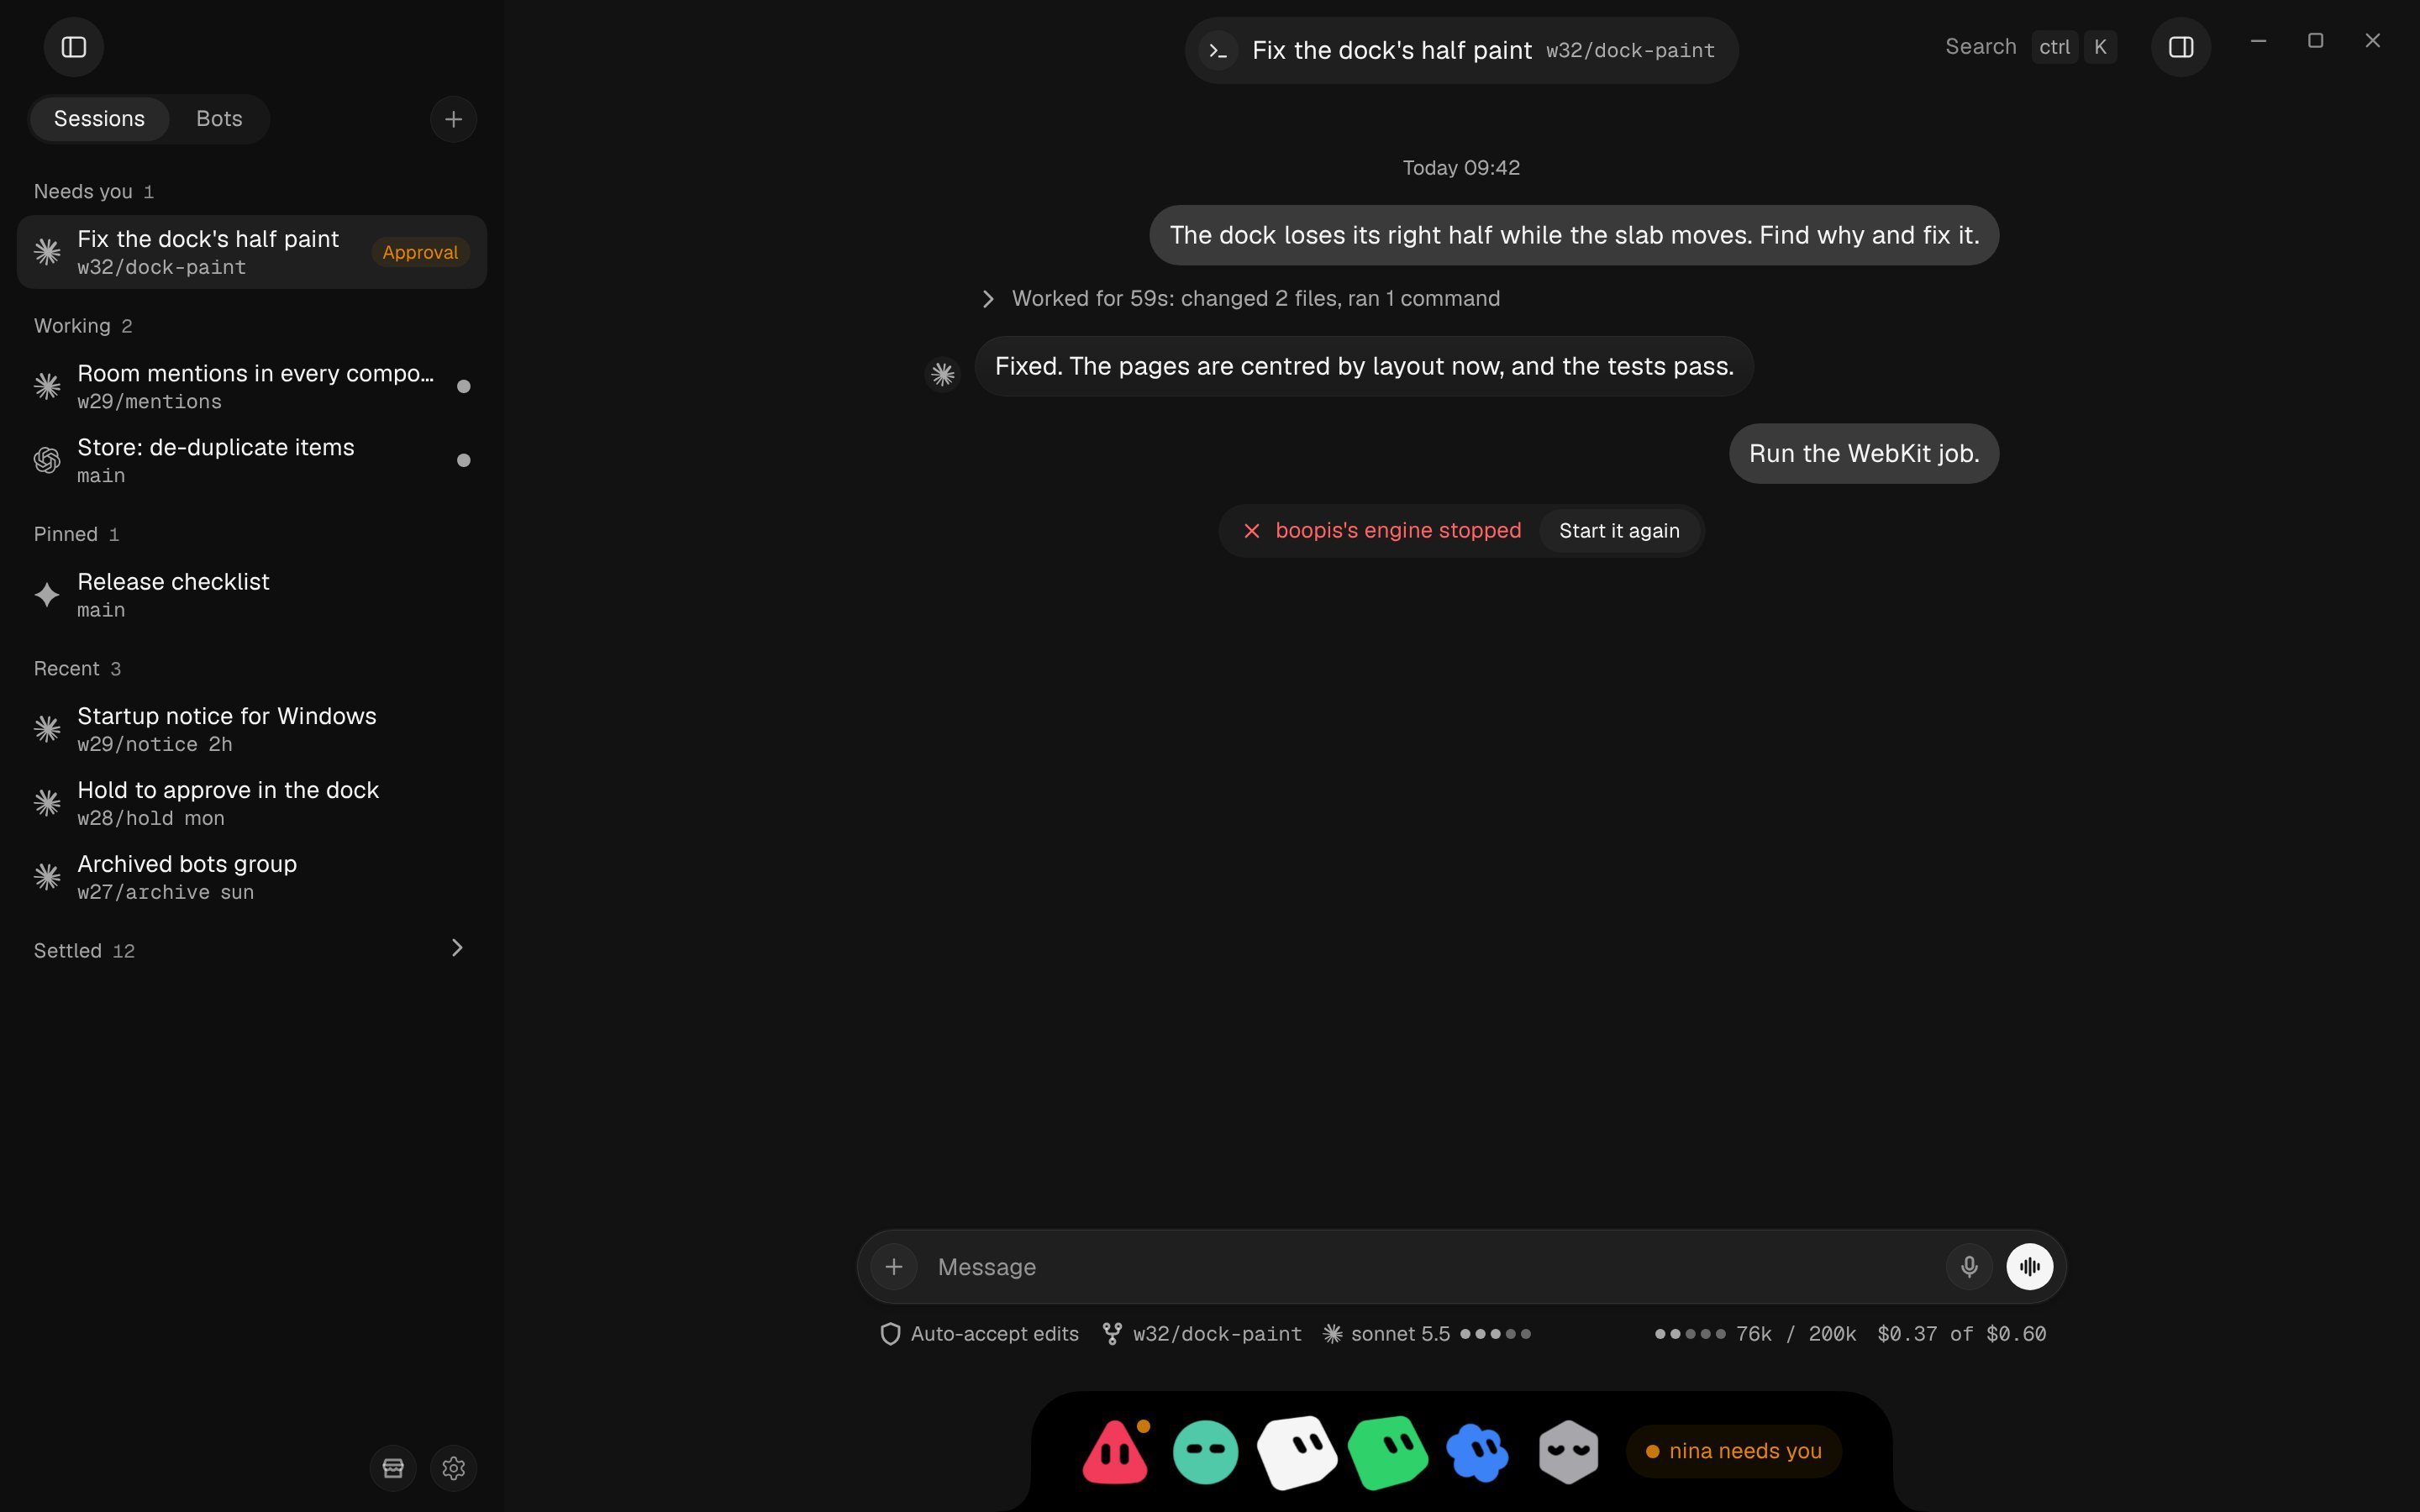 Fix the dock's half paint w32/dock-paint
Search ctrl K
Sessions Bots
Needs you 1
Fix the dock's half paint
w32/dock-paint
Approval
Working 2
Room mentions in every compo…
w29/mentions
Store: de-duplicate items
main
Pinned 1
Release checklist
main
Recent 3
Startup notice for Windows
w29/notice 2h
Hold to approve in the dock
w28/hold mon
Archived bots group
w27/archive sun
Settled 12
Today 09:42
The dock loses its right half while the slab moves. Find why and fix it.
Worked for 59s: changed 2 files, ran 1 command
Fixed. The pages are centred by layout now, and the tests pass.
Run the WebKit job.
boopis's engine stopped Start it again
Message
Auto-accept edits w32/dock-paint sonnet 5.5 76k / 200k $0.37 of $0.60
nina needs you